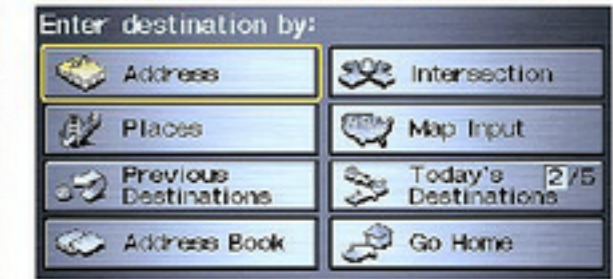 Enter destination by:
Address
Intersection
Places
Map Input
Previous
Destinations
Today's 2/5
Destinations
Address Book
Go Home